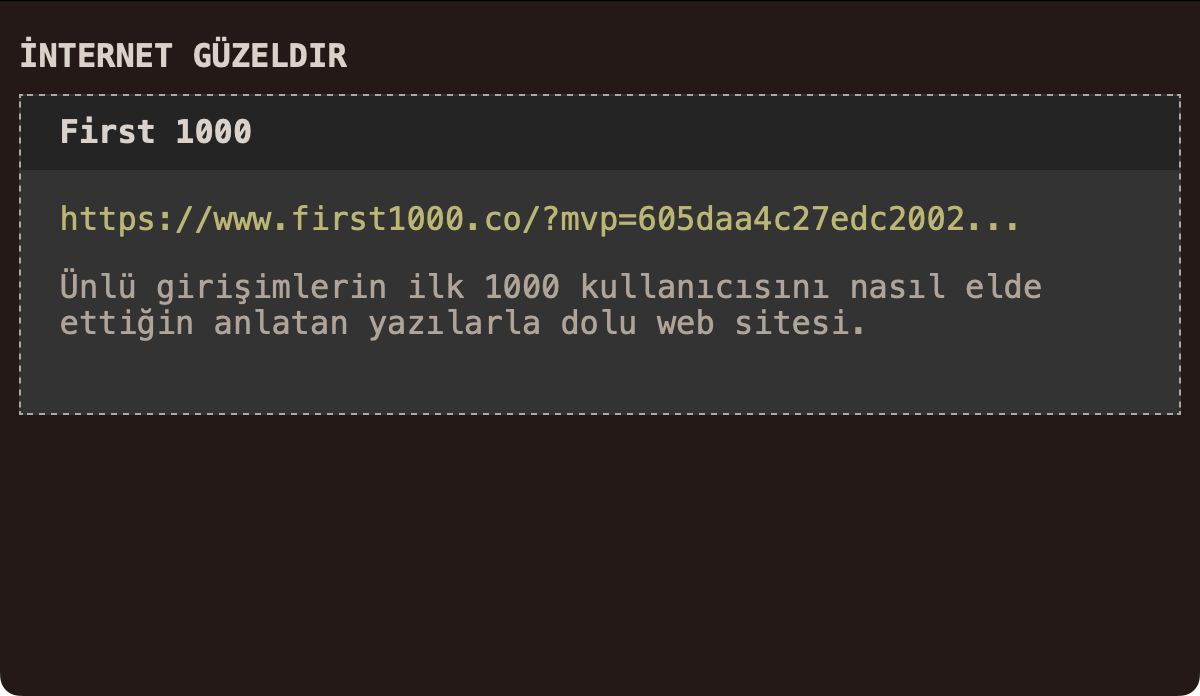 İNTERNET GÜZELDIR
First 1000
https://www.first1000.co/?mvp=605daa4c27edc2002...
Ünlü girişimlerin ilk 1000 kullanıcısını nasıl elde
ettiğin anlatan yazılarla dolu web sitesi.